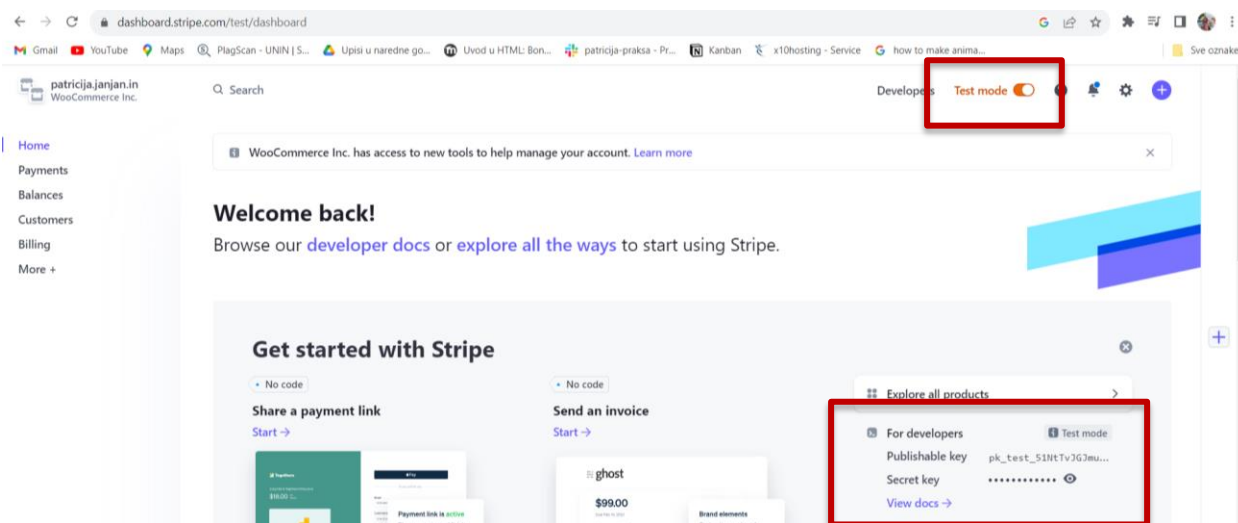 dashboard.stripe.com/test/dashboard
Gmail YouTube Maps PlagScan - UNIN | S... Upisi u naredne go... Uvod u HTML: Bon... patricija-praksa - Pr... Kanban x10hosting - Service how to make anima... Sve oznake
patricija.janjan.in
WooCommerce Inc.
Search
Developers Test mode
Home
WooCommerce Inc. has access to new tools to help manage your account. Learn more
Payments
Balances
Customers
Billing
More +
Welcome back!
Browse our developer docs or explore all the ways to start using Stripe.
Get started with Stripe
No code
Share a payment link
Start →
No code
Send an invoice
Start →
Explore all products
For developers Test mode
Publishable key pk_test_51NtTvJGJmu...
Secret key ••••••••••••
View docs →
ghost
$99.00
Payment link is active
Brand elements